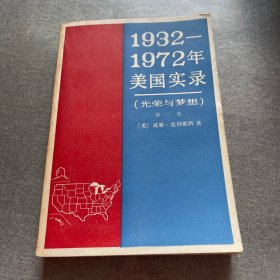 1932—
1972年
美国实录
(光荣与梦想)
第一册
〔美〕威廉·曼彻斯特 著